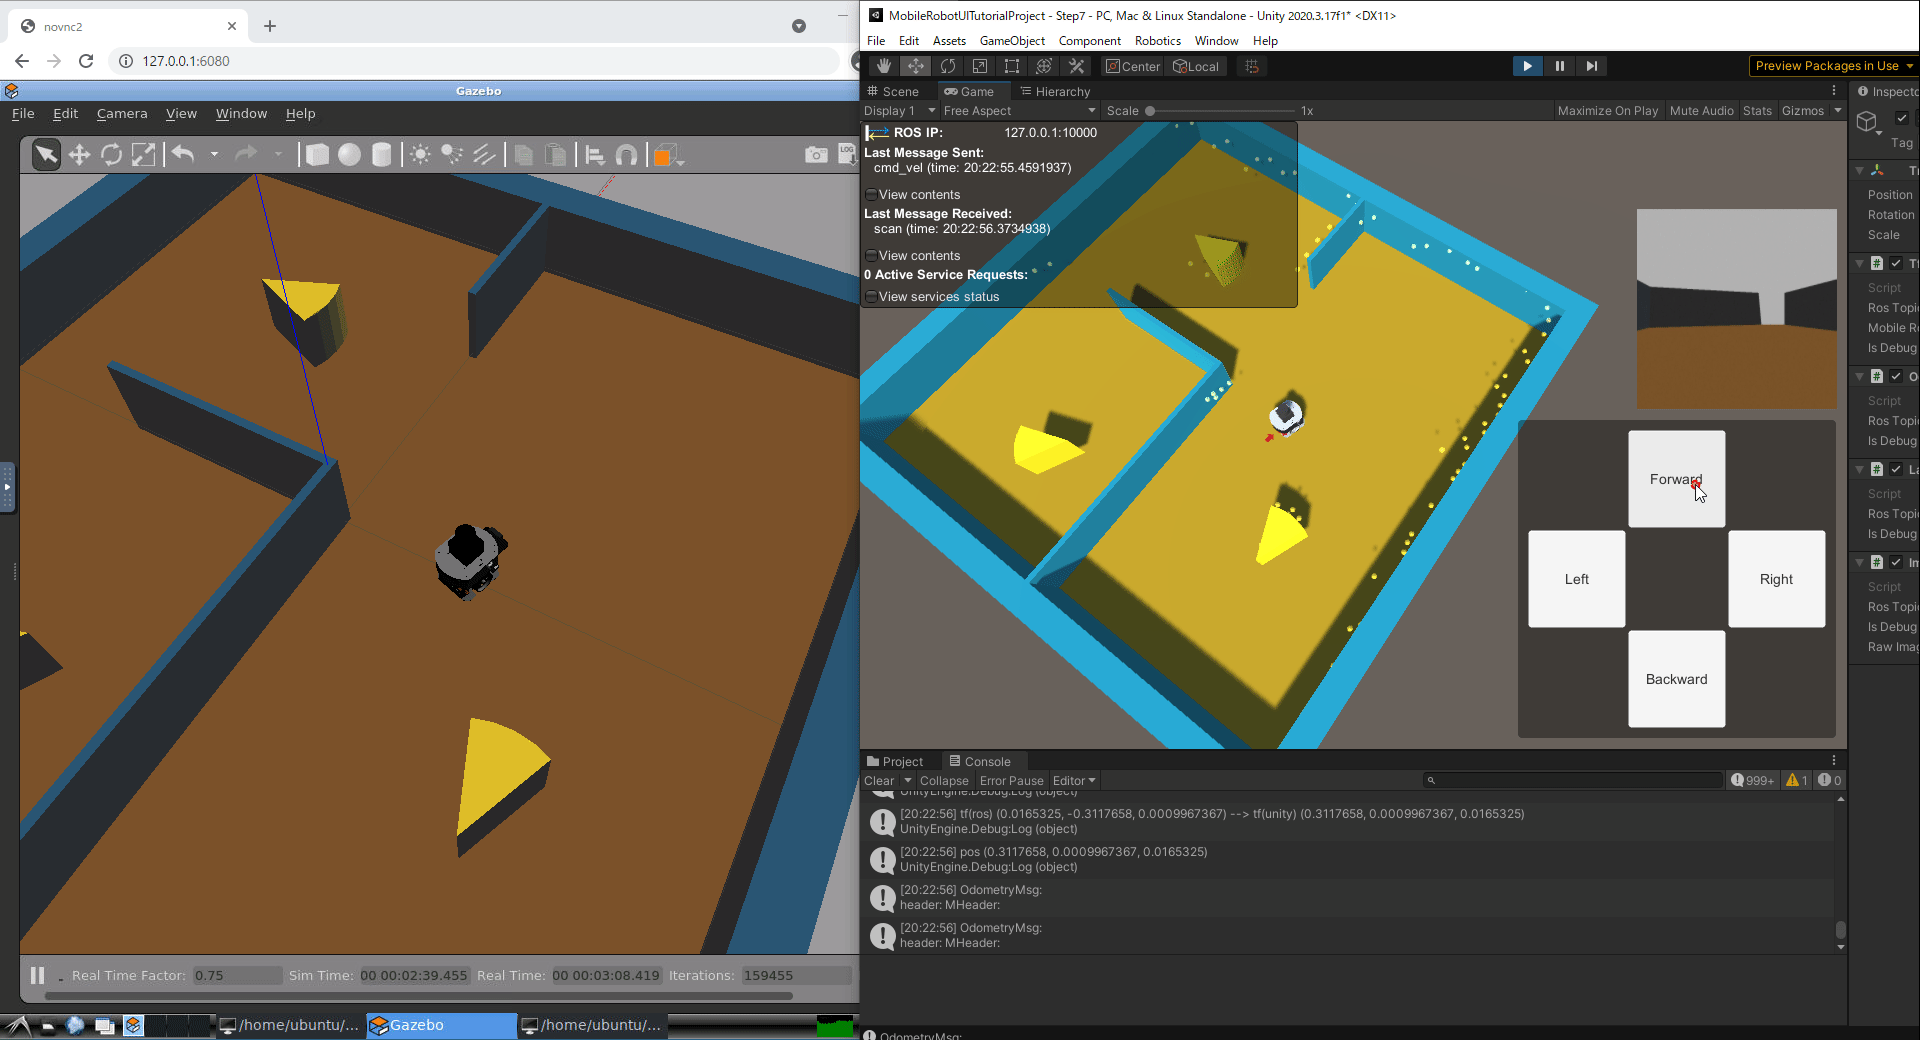 novnc2
127.0.0.1:6080
Gazebo
File Edit Camera View Window Help
LOG
Real Time Factor: 0.75 Sim Time: 00 00:02:39.455 Real Time: 00 00:03:08.419 Iterations: 159455
/home/ubuntu/... Gazebo /home/ubuntu/...
MobileRobotUITutorialProject - Step7 - PC, Mac & Linux Standalone - Unity 2020.3.17f1* <DX11>
File Edit Assets GameObject Component Robotics Window Help
Center Local
Preview Packages in Use
Scene Game Hierarchy
Display 1 Free Aspect Scale 1x Maximize On Play Mute Audio Stats Gizmos
ROS IP: 127.0.0.1:10000
Last Message Sent:
cmd_vel (time: 20:22:55.4591937)
View contents
Last Message Received:
scan (time: 20:22:56.3734938)
View contents
0 Active Service Requests:
View services status
Forward
Left
Right
Backward
Project Console
Clear Collapse Error Pause Editor 999+ 1 0
UnityEngine.Debug:Log (object)
[20:22:56] tf(ros) (0.0165325, -0.3117658, 0.0009967367) --> tf(unity) (0.3117658, 0.0009967367, 0.0165325)
UnityEngine.Debug:Log (object)
[20:22:56] pos (0.3117658, 0.0009967367, 0.0165325)
UnityEngine.Debug:Log (object)
[20:22:56] OdometryMsg:
header: MHeader:
[20:22:56] OdometryMsg:
header: MHeader:
OdometryMsg:
Inspecto
Tag
Position
Rotation
Scale
Script
Ros Topi
Mobile R
Is Debug
Script
Ros Topi
Is Debug
Script
Ros Topi
Is Debug
Script
Ros Topi
Is Debug
Raw Imag